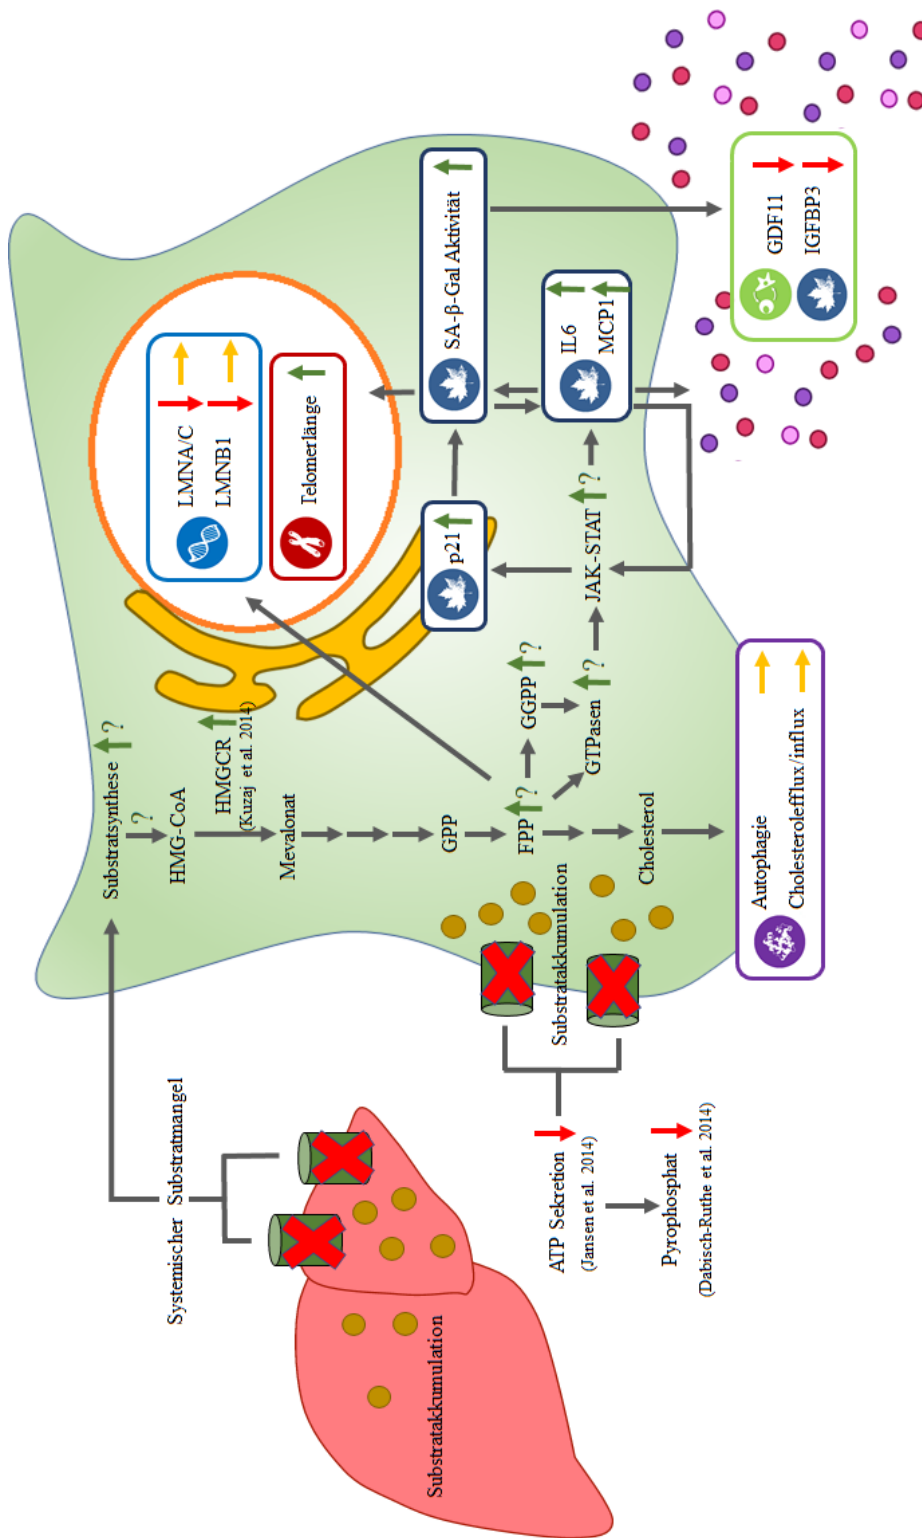 Systemischer Substratmangel
Substratakkumulation
ATP Sekretion
(Jansen et al. 2014)
Pyrophosphat
(Dabisch-Ruthe et al. 2014)
Substratakkumulation
Substratsynthese ?
?
HMG-CoA
HMGCR
(Kuzaj et al. 2014)
Mevalonat
GPP
FPP ?
GGPP ?
GTPasen ?
JAK-STAT ?
Cholesterol
Autophagie
Cholesterolefflux/influx
LMNA/C
LMNB1
Telomerlänge
p21
SA-β-Gal Aktivität
IL6
MCP1
GDF11
IGFBP3